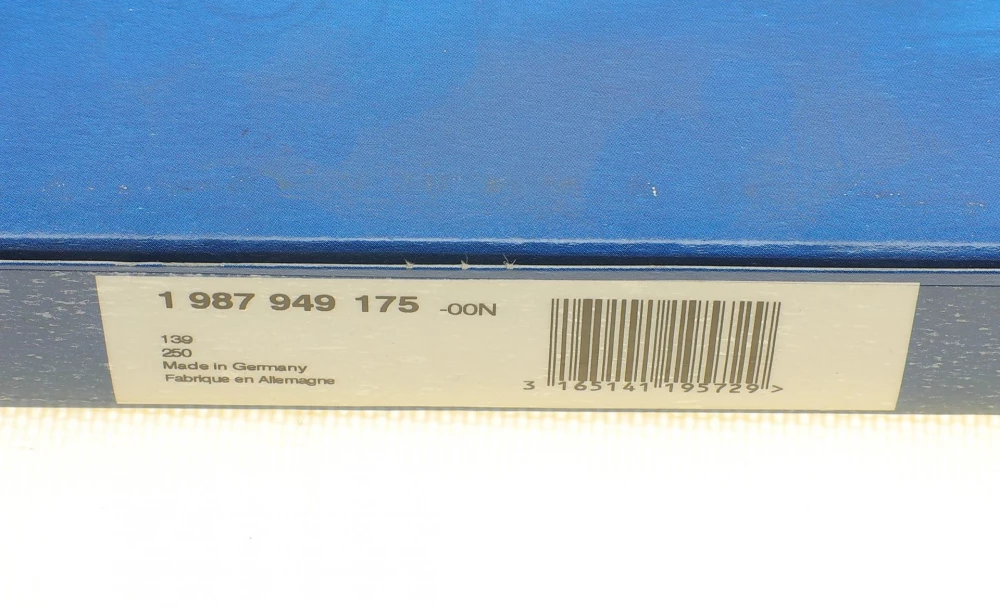 1 987 949 175 -00N
139
250
Made in Germany
Fabrique en Allemagne
3 165141 195729 >